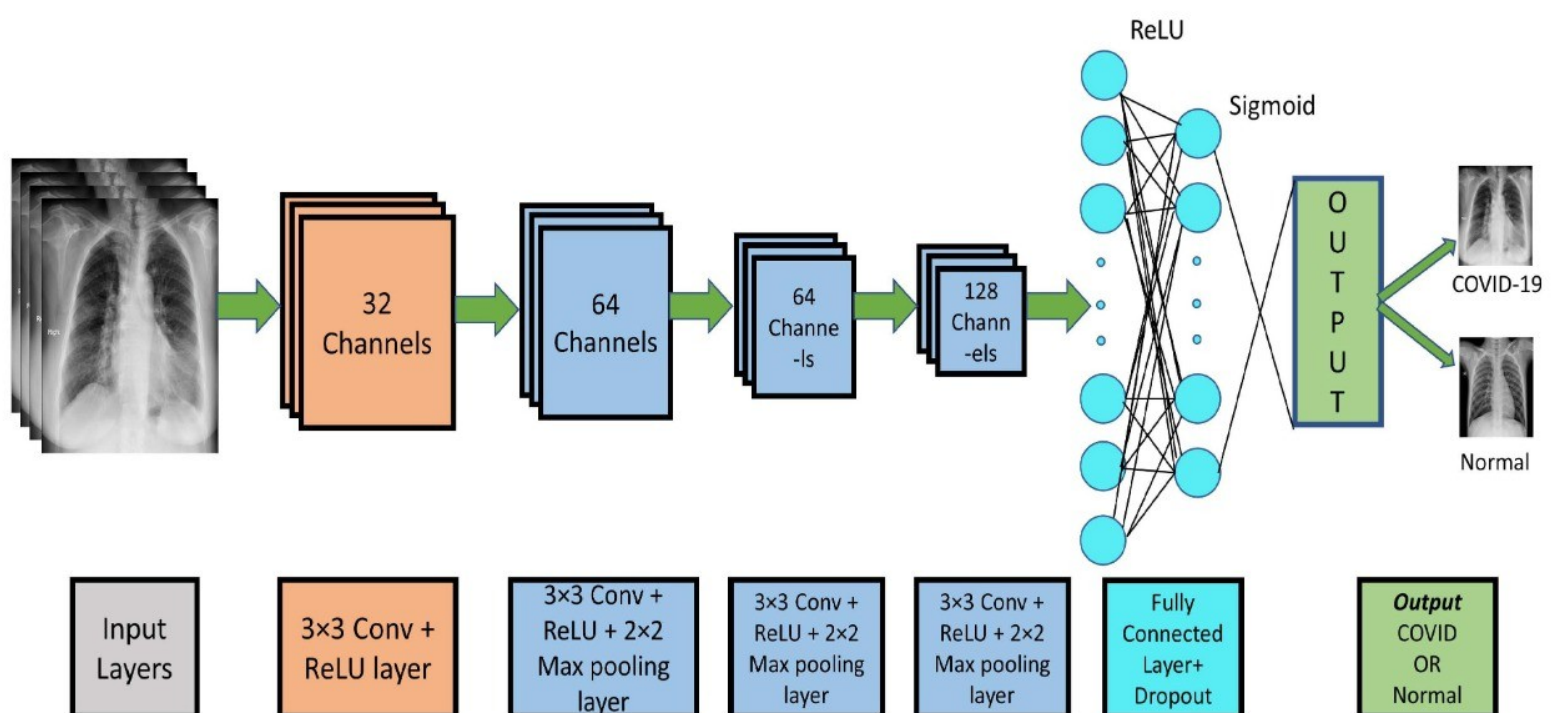 ReLU
Sigmoid
32
Channels
64
Channels
64
Channe
-ls
128
Chann
-els
O
U
T
P
U
T
COVID-19
Normal
Right
Input
Layers
3×3 Conv +
ReLU layer
3×3 Conv +
ReLU + 2×2
Max pooling
layer
3×3 Conv +
ReLU + 2×2
Max pooling
layer
3×3 Conv +
ReLU + 2×2
Max pooling
layer
Fully
Connected
Layer+
Dropout
Output
COVID
OR
Normal